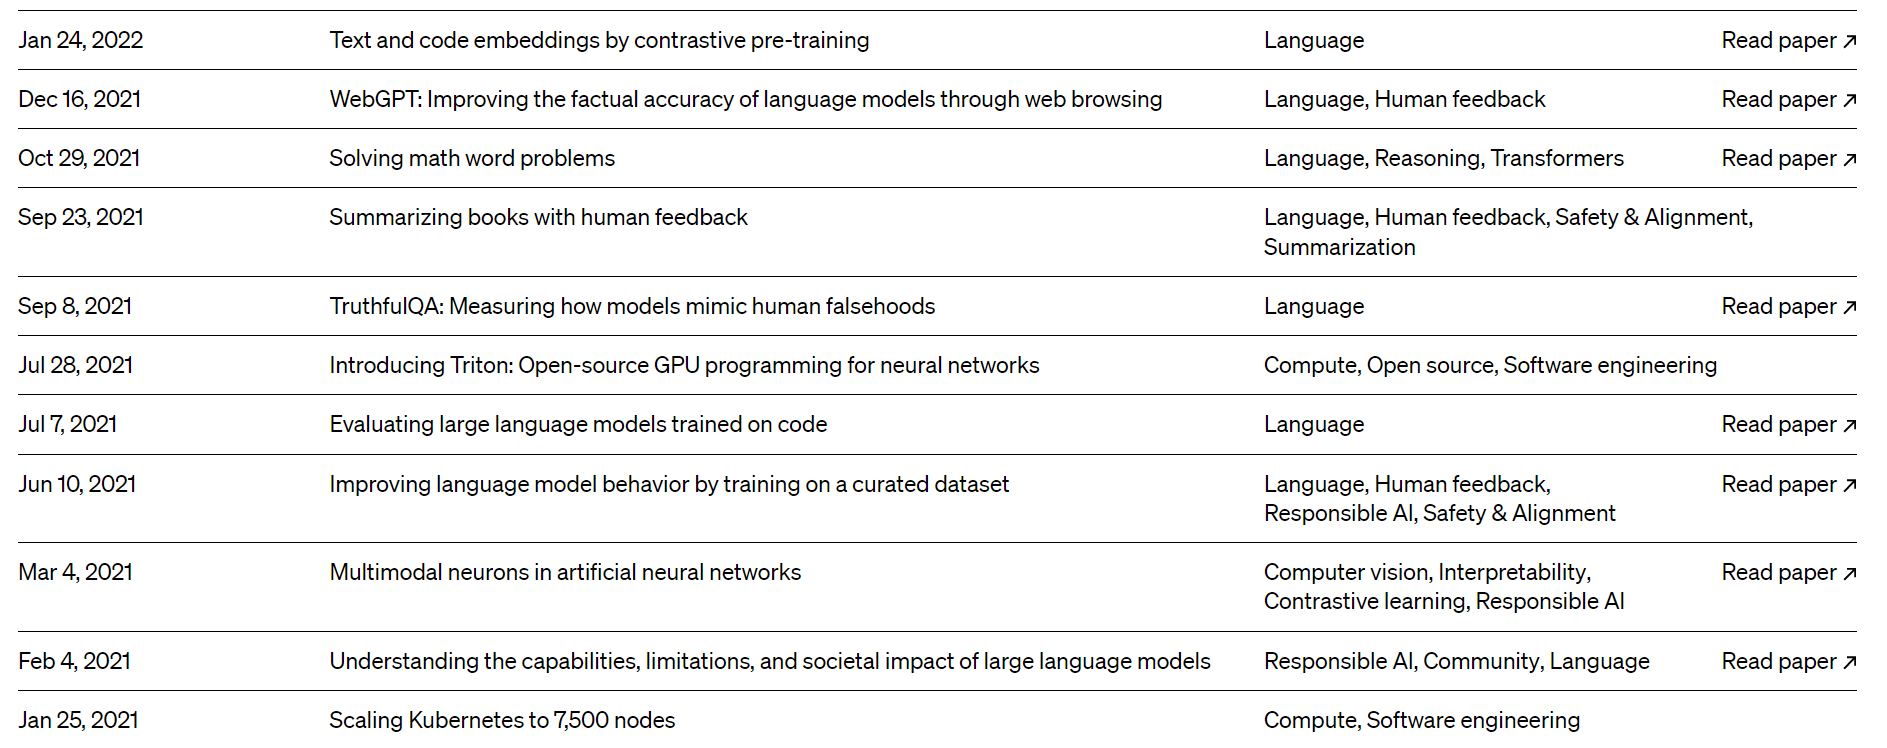 Jan 24, 2022 Text and code embeddings by contrastive pre-training Language Read paper ↗
Dec 16, 2021 WebGPT: Improving the factual accuracy of language models through web browsing Language, Human feedback Read paper ↗
Oct 29, 2021 Solving math word problems Language, Reasoning, Transformers Read paper ↗
Sep 23, 2021 Summarizing books with human feedback Language, Human feedback, Safety & Alignment,
Summarization
Sep 8, 2021 TruthfulQA: Measuring how models mimic human falsehoods Language Read paper ↗
Jul 28, 2021 Introducing Triton: Open-source GPU programming for neural networks Compute, Open source, Software engineering
Jul 7, 2021 Evaluating large language models trained on code Language Read paper ↗
Jun 10, 2021 Improving language model behavior by training on a curated dataset Language, Human feedback, Read paper ↗
Responsible AI, Safety & Alignment
Mar 4, 2021 Multimodal neurons in artificial neural networks Computer vision, Interpretability, Read paper ↗
Contrastive learning, Responsible AI
Feb 4, 2021 Understanding the capabilities, limitations, and societal impact of large language models Responsible AI, Community, Language Read paper ↗
Jan 25, 2021 Scaling Kubernetes to 7,500 nodes Compute, Software engineering